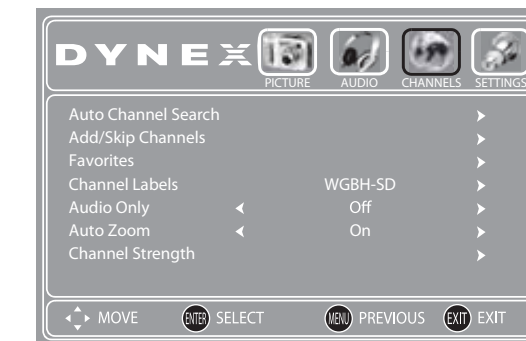 DYNEX
PICTURE AUDIO CHANNELS SETTINGS
Auto Channel Search
Add/Skip Channels
Favorites
Channel Labels WGBH-SD
Audio Only Off
Auto Zoom On
Channel Strength
MOVE ENTER SELECT MENU PREVIOUS EXIT EXIT